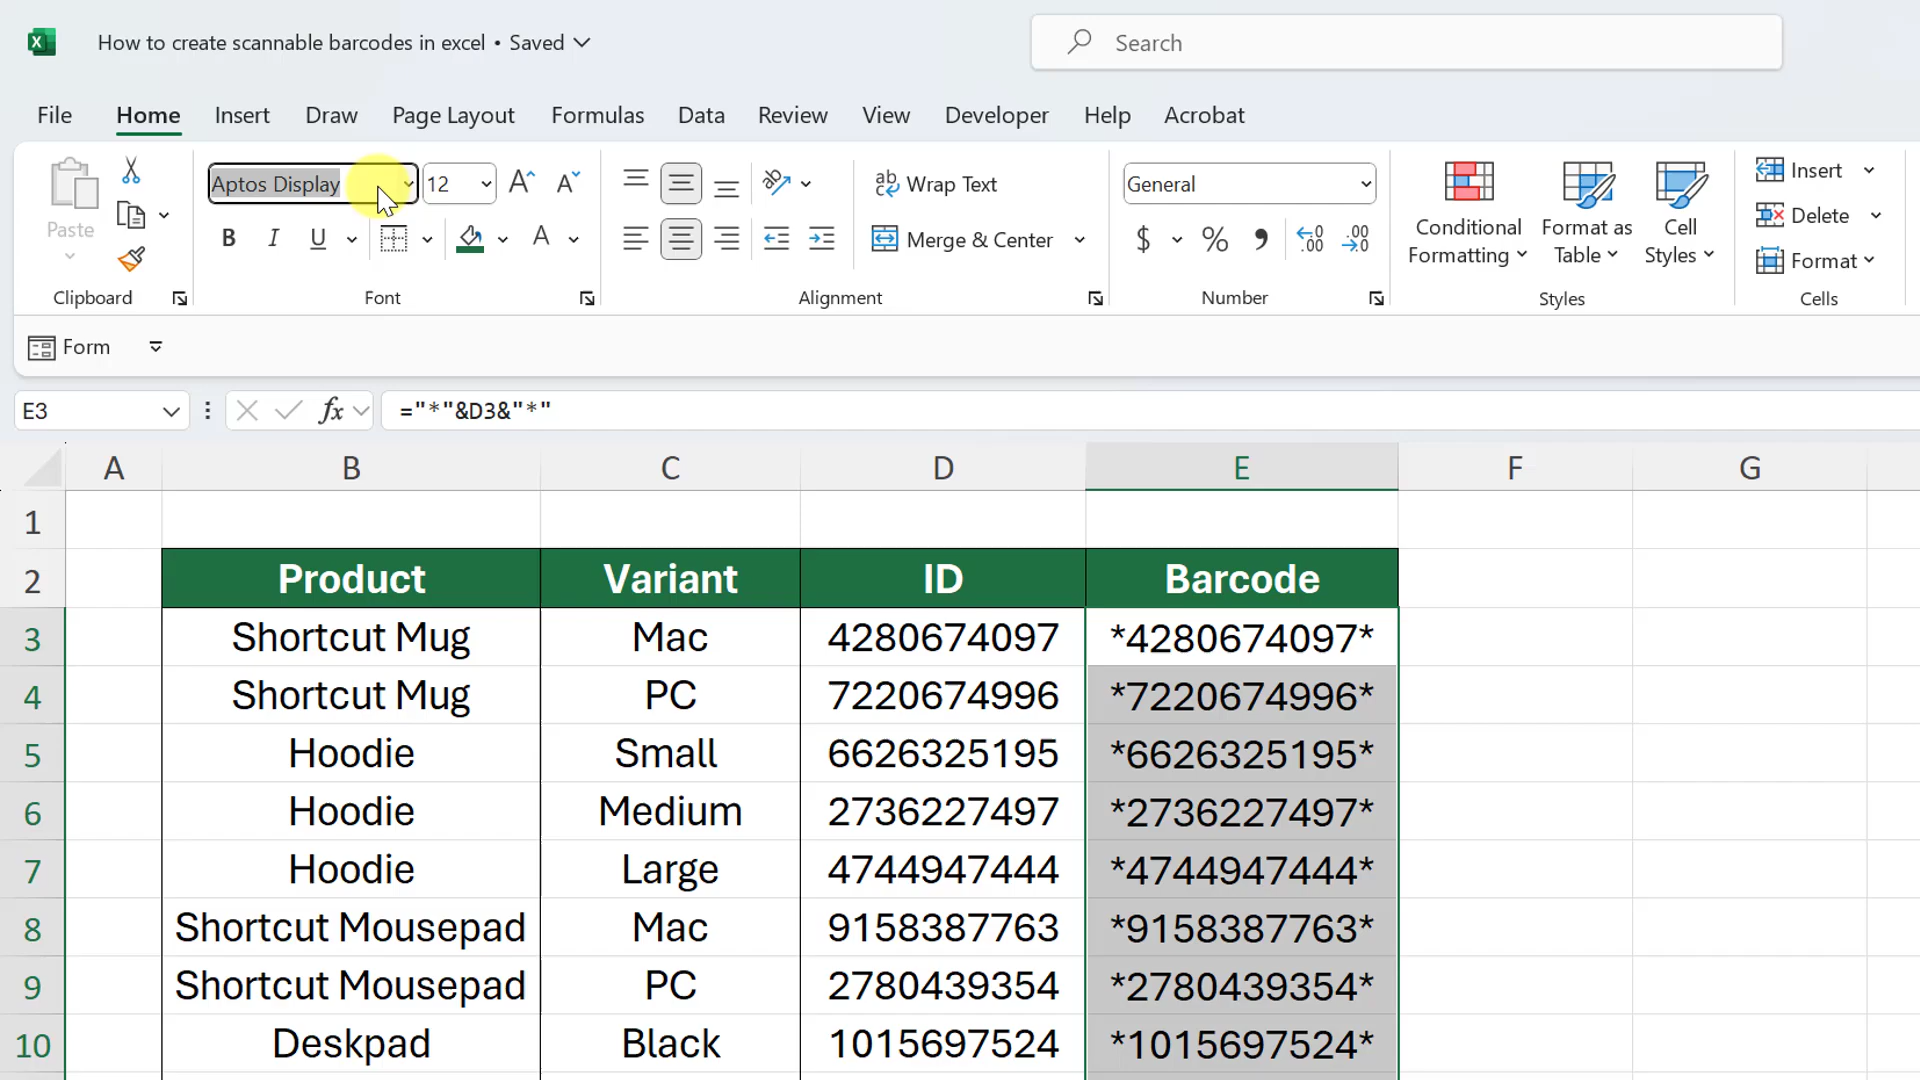 How to create scannable barcodes in excel • Saved
Search
File Home Insert Draw Page Layout Formulas Data Review View Developer Help Acrobat
Paste
Clipboard
Aptos Display 12
B I U A
Font
Wrap Text
Merge & Center
Alignment
General
$ % , .00 .00
Number
Conditional Formatting
Format as Table
Cell Styles
Styles
Insert
Delete
Format
Cells
Form
E3 fx ="*"&D3&"*"
A B C D E F G
1
2 Product Variant ID Barcode
3 Shortcut Mug Mac 4280674097 *4280674097*
4 Shortcut Mug PC 7220674996 *7220674996*
5 Hoodie Small 6626325195 *6626325195*
6 Hoodie Medium 2736227497 *2736227497*
7 Hoodie Large 4744947444 *4744947444*
8 Shortcut Mousepad Mac 9158387763 *9158387763*
9 Shortcut Mousepad PC 2780439354 *2780439354*
10 Deskpad Black 1015697524 *1015697524*